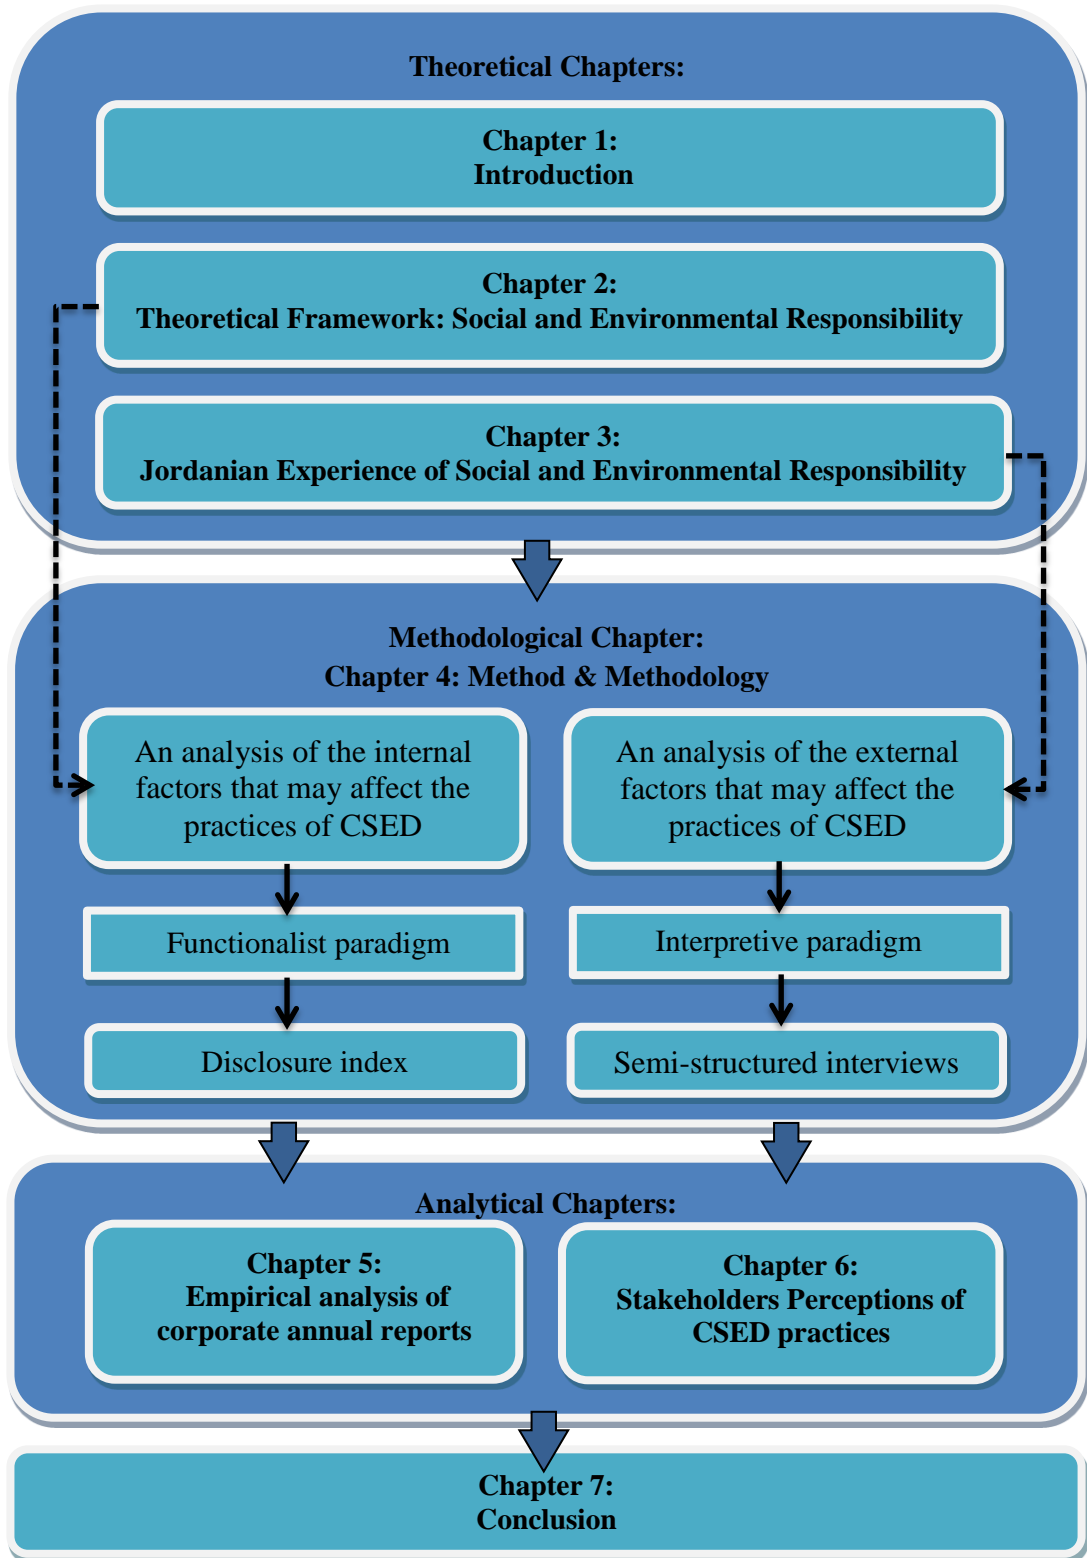 Theoretical Chapters:
Chapter 1:
Introduction
Chapter 2:
Theoretical Framework: Social and Environmental Responsibility
Chapter 3:
Jordanian Experience of Social and Environmental Responsibility
Methodological Chapter:
Chapter 4: Method & Methodology
An analysis of the internal
factors that may affect the
practices of CSED
An analysis of the external
factors that may affect the
practices of CSED
Functionalist paradigm
Interpretive paradigm
Disclosure index
Semi-structured interviews
Analytical Chapters:
Chapter 5:
Empirical analysis of
corporate annual reports
Chapter 6:
Stakeholders Perceptions of
CSED practices
Chapter 7:
Conclusion